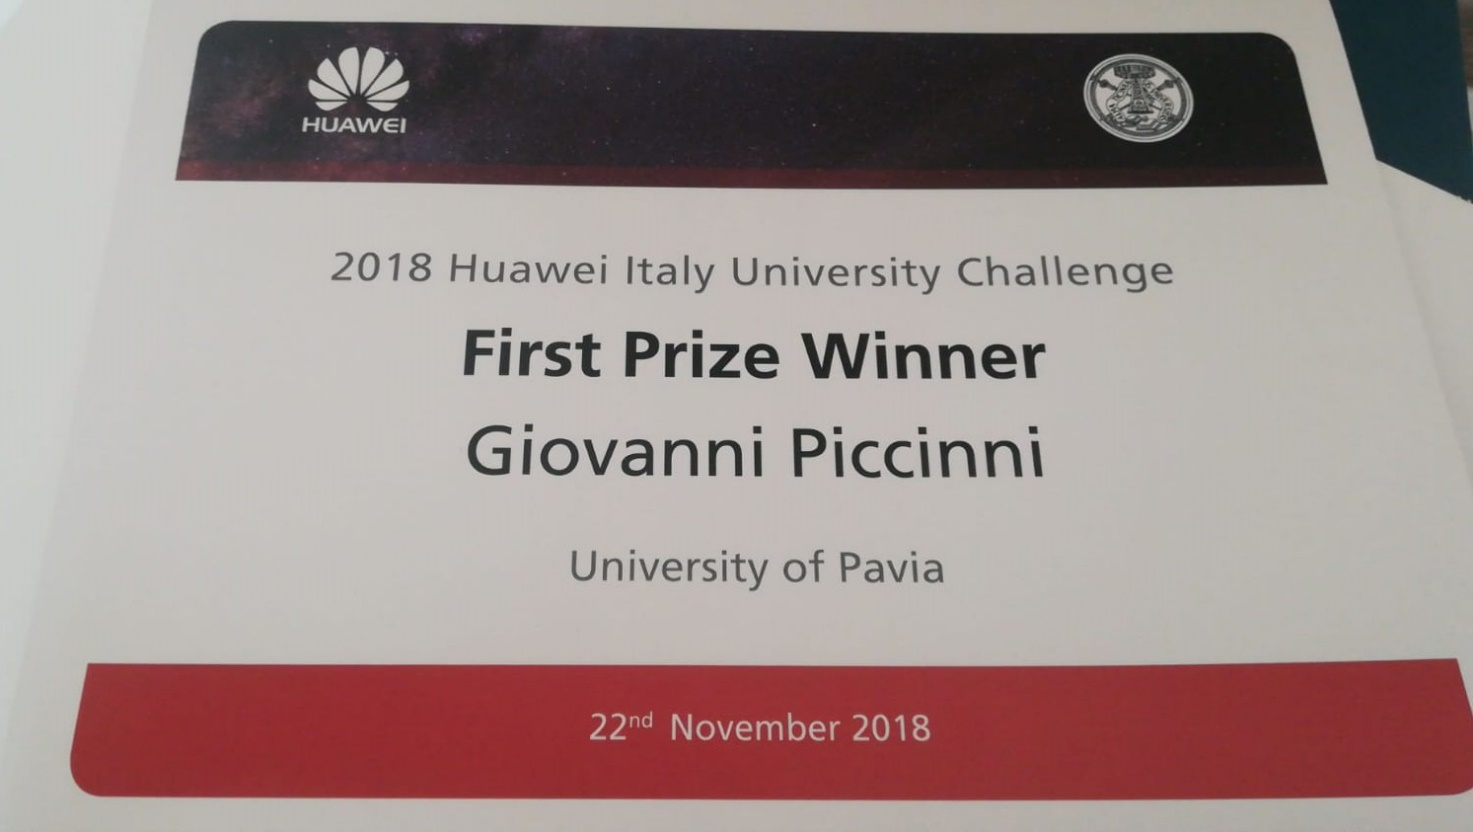 HUAWEI
2018 Huawei Italy University Challenge
First Prize Winner
Giovanni Piccinni
University of Pavia
22nd November 2018